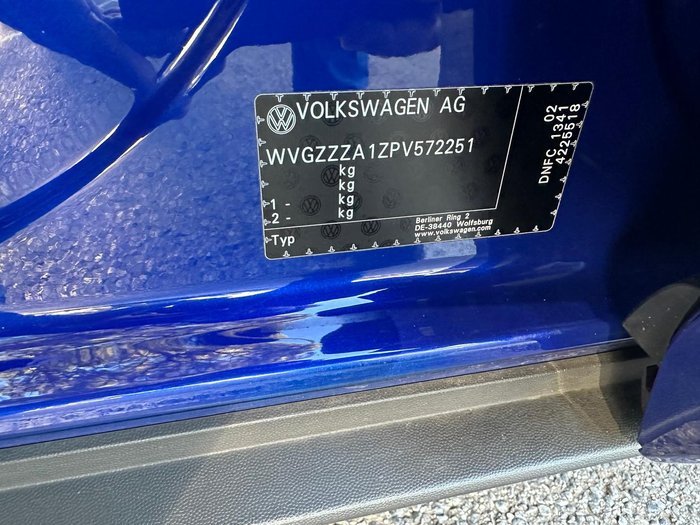 VOLKSWAGEN AG
WVGZZZA1ZPV572251
kg
kg
1 - kg
2 - kg
Typ
Berliner Ring 2
DE-38440 Wolfsburg
www.volkswagen.com
DNFC 1341 02
4225518